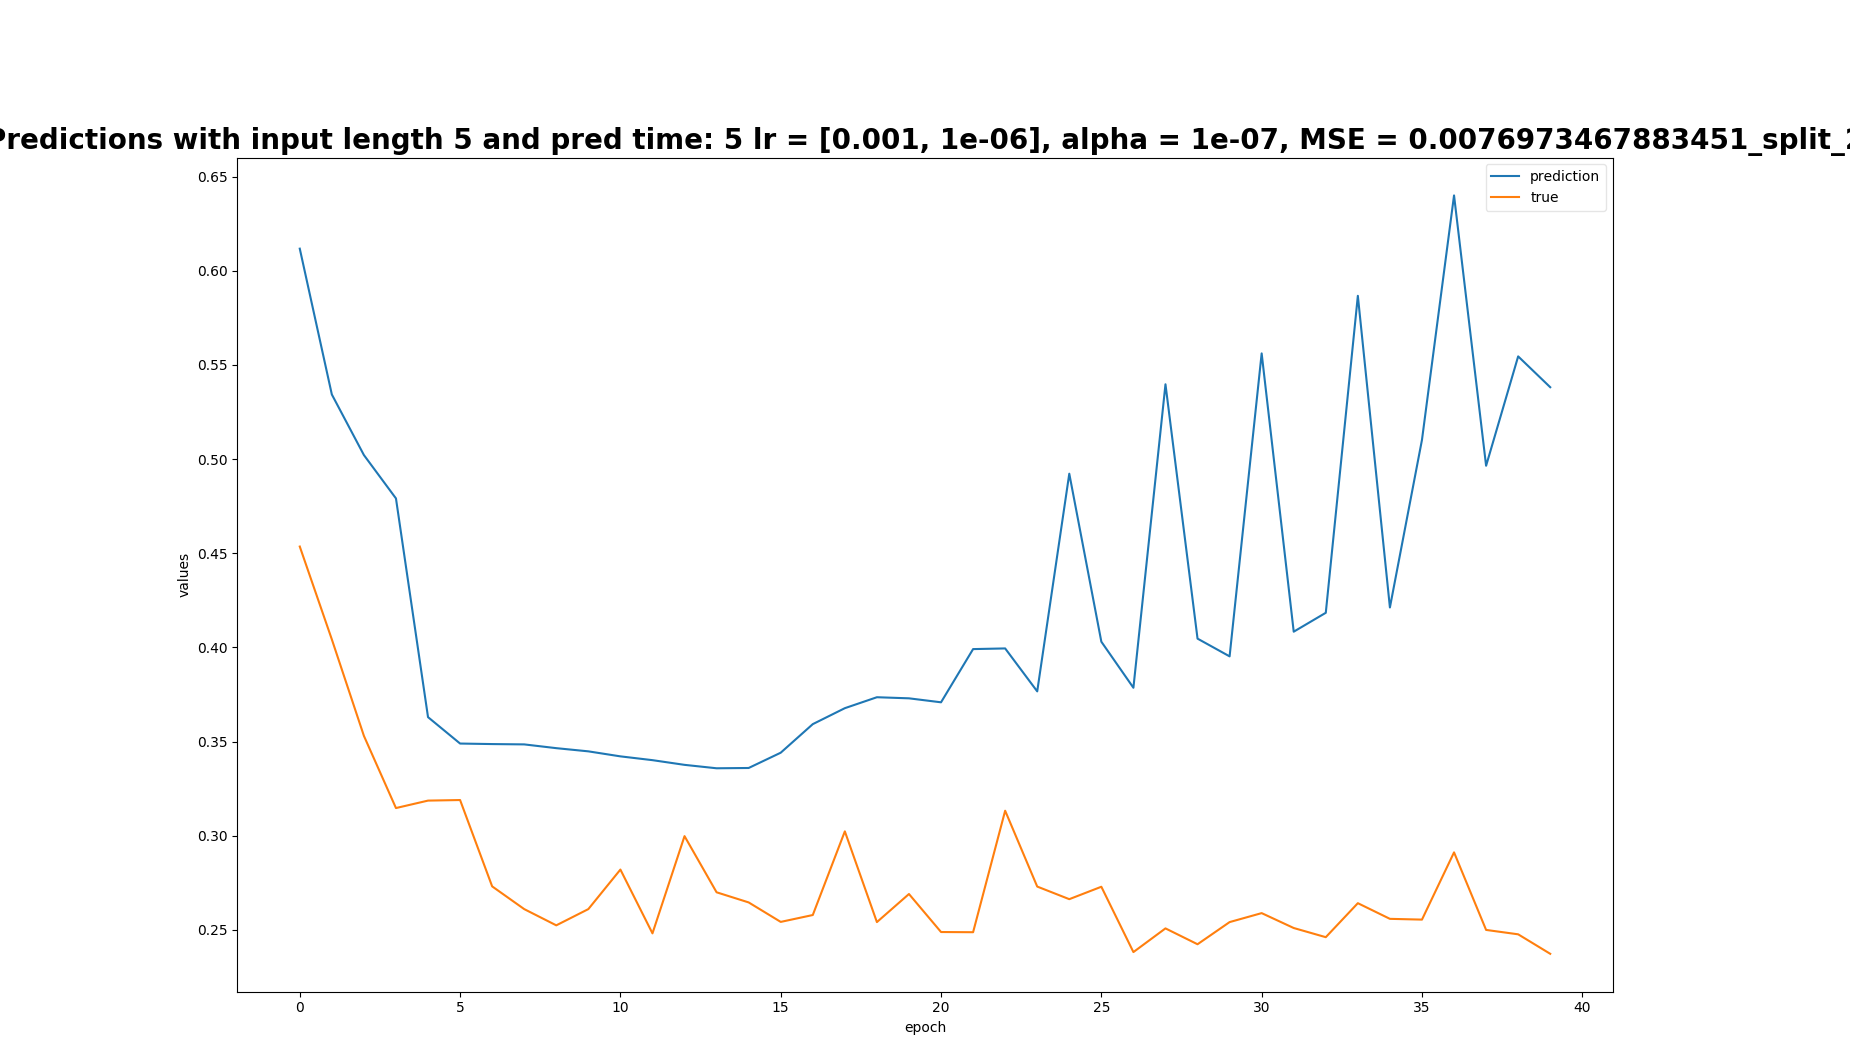 Predictions with input length 5 and pred time: 5 lr = [0.001, 1e-06], alpha = 1e-07, MSE = 0.0076973467883451_split_2
prediction
true
0.65
0.60
0.55
0.50
0.45
0.40
0.35
0.30
0.25
values
0 5 10 15 20 25 30 35 40
epoch